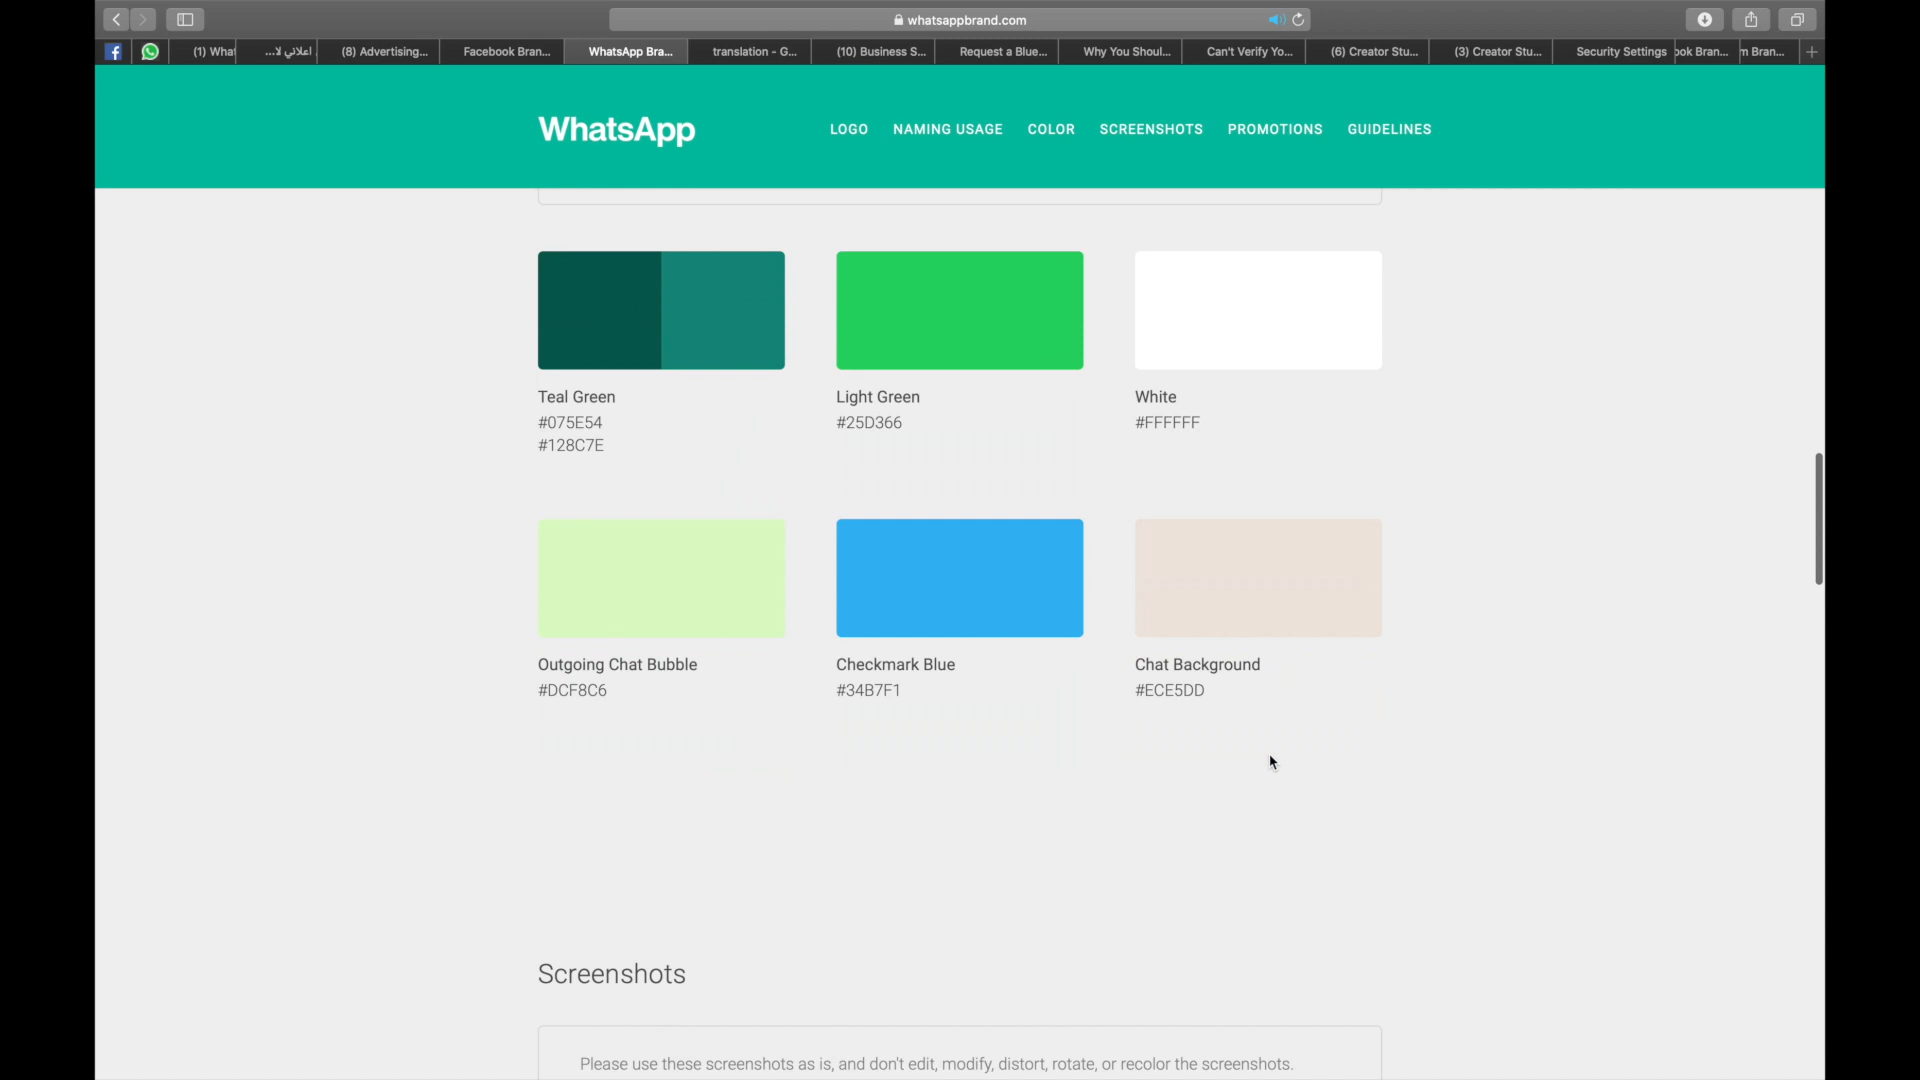 whatsappbrand.com
(1) What
اعلاني لا...
(8) Advertising...
Facebook Bran...
WhatsApp Bra...
translation - G...
(10) Business S...
Request a Blue...
Why You Shoul...
Can't Verify Yo...
(6) Creator Stu...
(3) Creator Stu...
Security Settings
ok Bran...
m Bran...
WhatsApp
LOGO NAMING USAGE COLOR SCREENSHOTS PROMOTIONS GUIDELINES
Teal Green
#075E54
#128C7E
Light Green
#25D366
White
#FFFFFF
Outgoing Chat Bubble
#DCF8C6
Checkmark Blue
#34B7F1
Chat Background
#ECE5DD
Screenshots
Please use these screenshots as is, and don't edit, modify, distort, rotate, or recolor the screenshots.